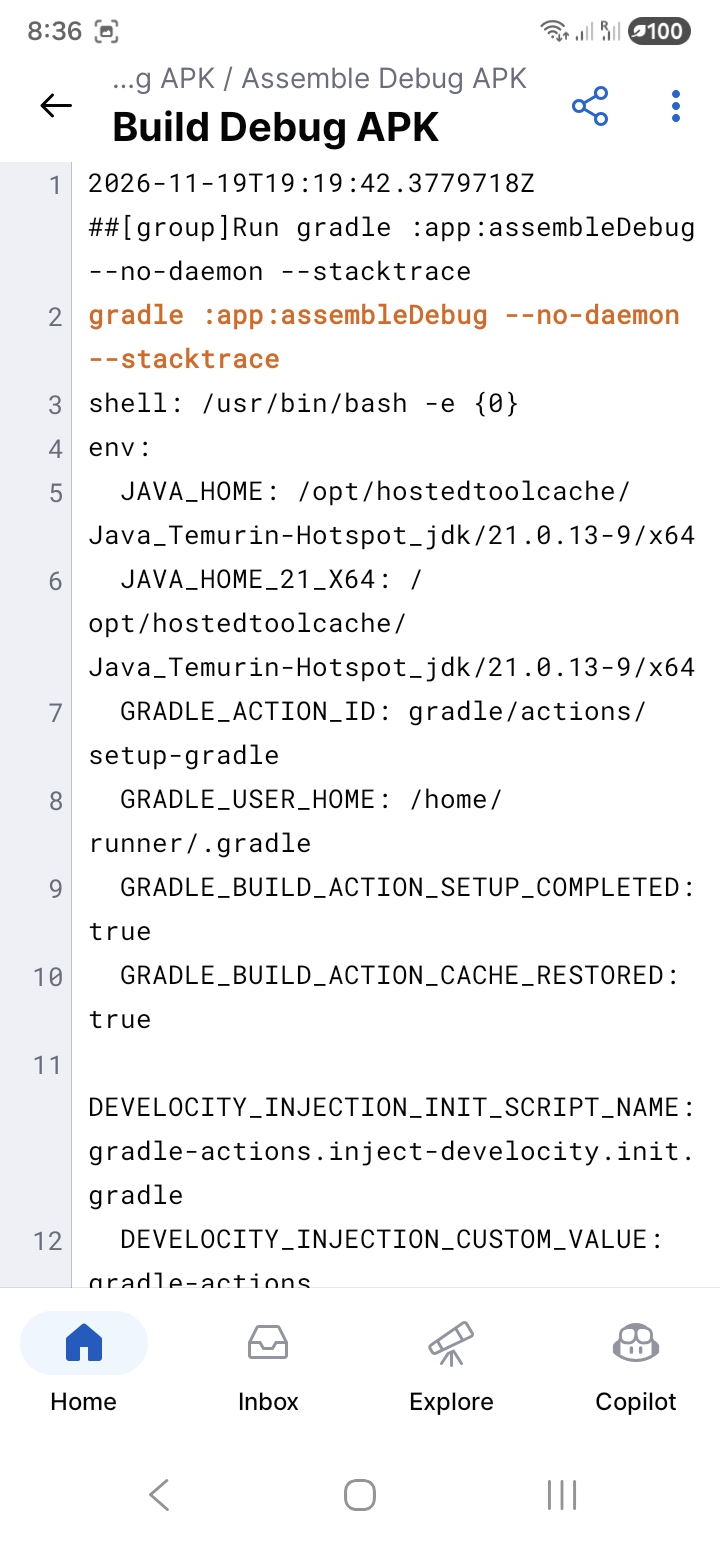 8:36
R
100
...g APK / Assemble Debug APK
Build Debug APK
1 2026-11-19T19:19:42.3779718Z
##[group]Run gradle :app:assembleDebug
--no-daemon --stacktrace
2 gradle :app:assembleDebug --no-daemon
--stacktrace
3 shell: /usr/bin/bash -e {0}
4 env:
5 JAVA_HOME: /opt/hostedtoolcache/
Java_Temurin-Hotspot_jdk/21.0.13-9/x64
6 JAVA_HOME_21_X64: /
opt/hostedtoolcache/
Java_Temurin-Hotspot_jdk/21.0.13-9/x64
7 GRADLE_ACTION_ID: gradle/actions/
setup-gradle
8 GRADLE_USER_HOME: /home/
runner/.gradle
9 GRADLE_BUILD_ACTION_SETUP_COMPLETED:
true
10 GRADLE_BUILD_ACTION_CACHE_RESTORED:
true
11
DEVELOCITY_INJECTION_INIT_SCRIPT_NAME:
gradle-actions.inject-develocity.init.
gradle
12 DEVELOCITY_INJECTION_CUSTOM_VALUE:
gradle-actions
Home
Inbox
Explore
Copilot